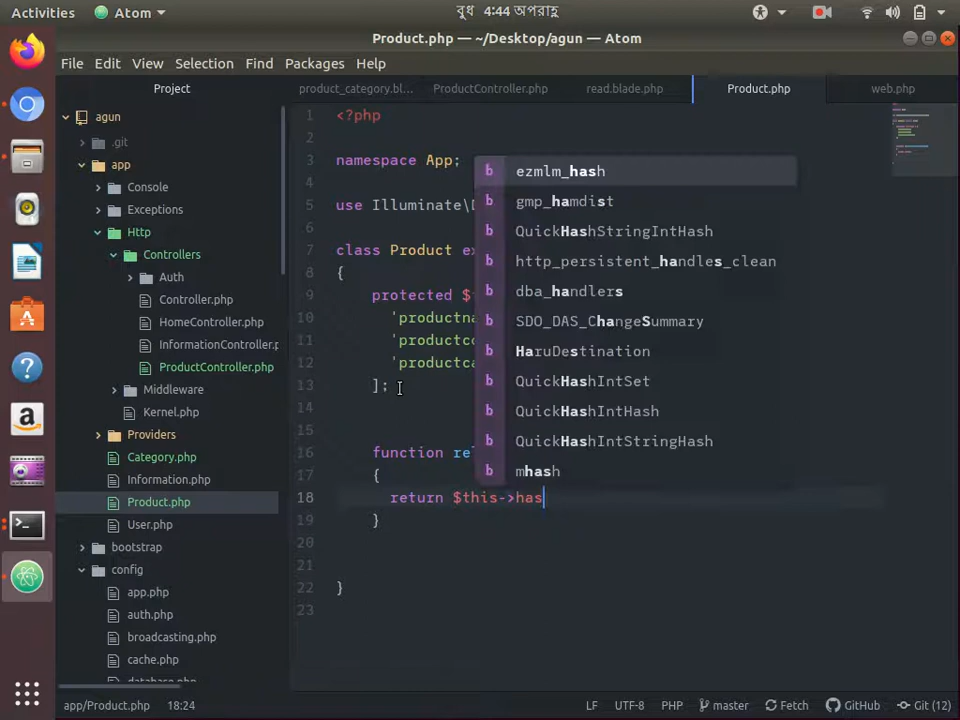 Activities
Atom
বুধ 4:44 অপরাহ্ণ
Product.php — ~/Desktop/agun — Atom
File Edit View Selection Find Packages Help
Project
product_category.bl...
ProductController.php
read.blade.php
Product.php
web.php
agun
.git
app
Console
Exceptions
Http
Controllers
Auth
Controller.php
HomeController.php
InformationController.p
ProductController.php
Middleware
Kernel.php
Providers
Category.php
Information.php
Product.php
User.php
bootstrap
config
app.php
auth.php
broadcasting.php
cache.php
database.php
1 <?php
2
3 namespace App;
4
5 use Illuminate\
6
7 class Product e
8 {
9 protected $
10 'productn
11 'productc
12 'productca
13 ];
14
15
16 function re
17 {
18 return $this->has
19 }
20
21
22 }
23
b ezmlm_hash
b gmp_hamdist
b QuickHashStringIntHash
b http_persistent_handles_clean
b dba_handlers
b SDO_DAS_ChangeSummary
b HaruDestination
b QuickHashIntSet
b QuickHashIntHash
b QuickHashIntStringHash
b mhash
app/Product.php 18:24
LF UTF-8 PHP master Fetch GitHub Git (12)